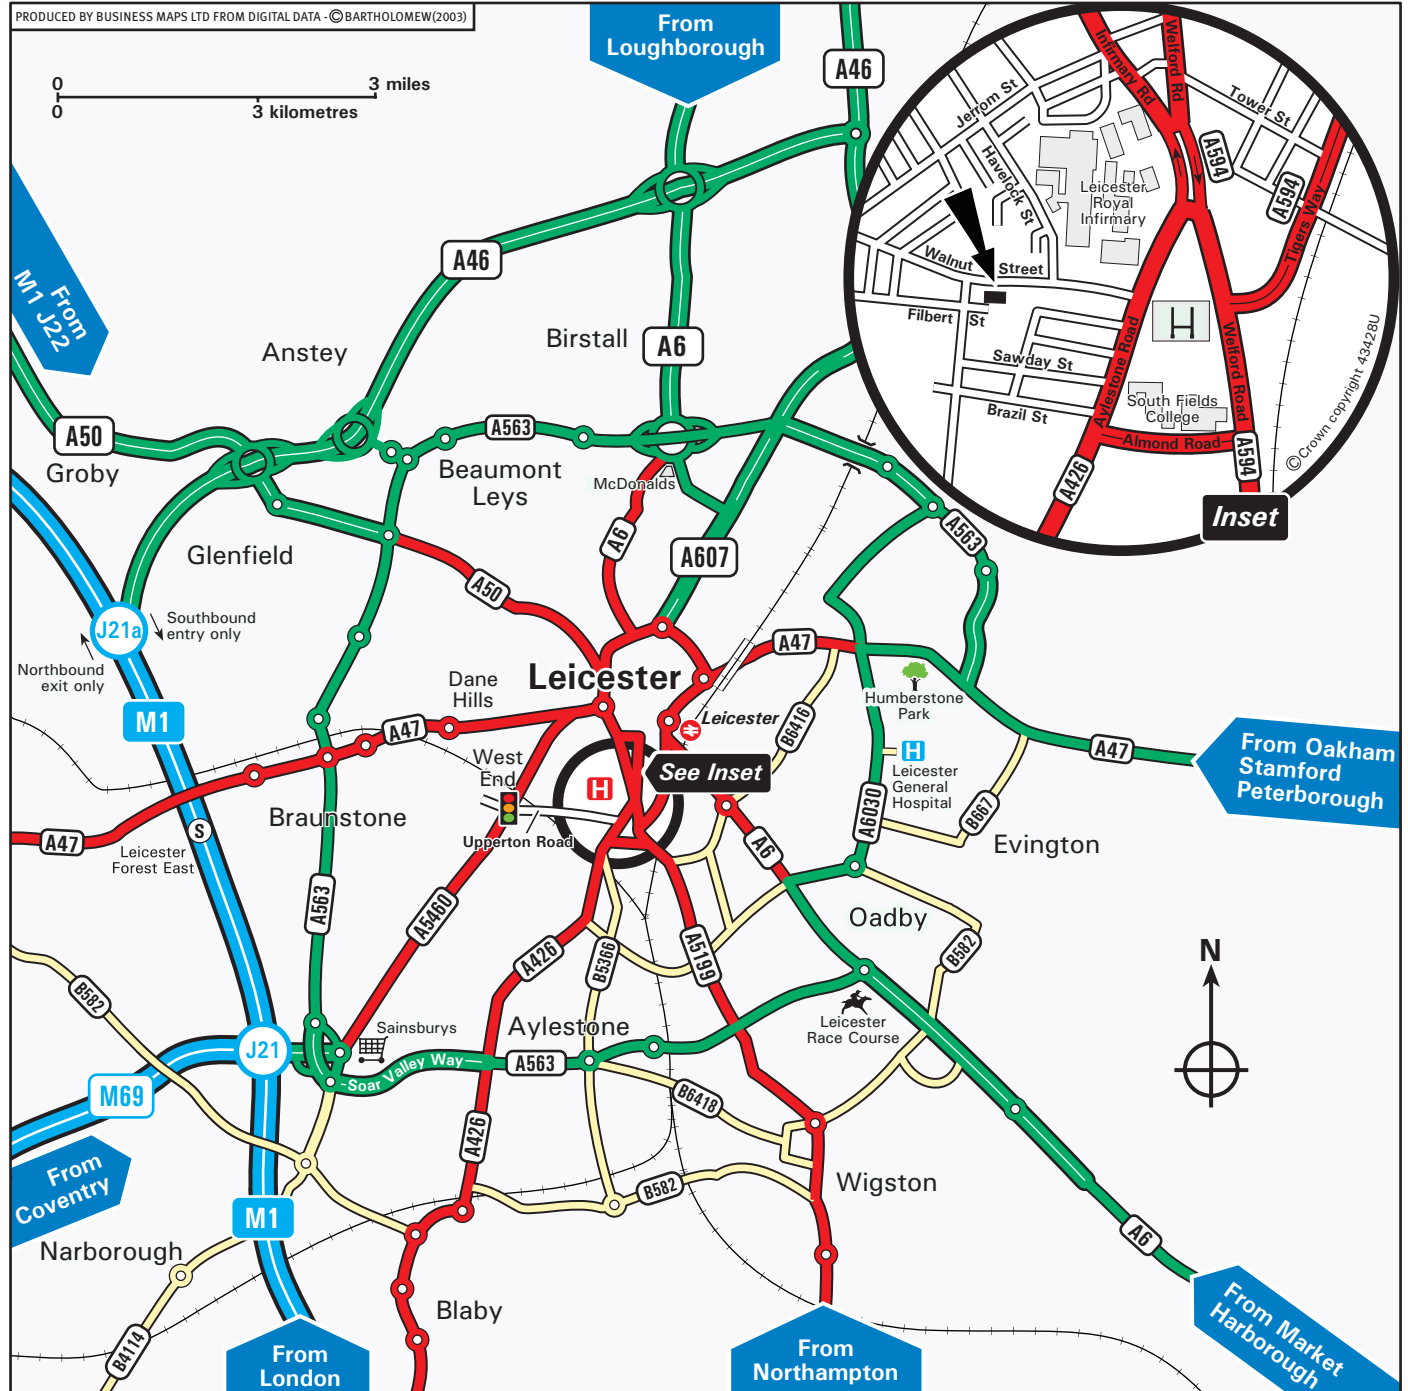 PRODUCED BY BUSINESS MAPS LTD FROM DIGITAL DATA - © BARTHOLOMEW(2003)
0 3 miles
0 3 kilometres
From
Loughborough
A46
From
M1 J22
A46
A6
Birstall
Anstey
A50
Groby
A563
Beaumont
Leys
McDonalds
Glenfield
A6
A607
A563
A50
J21a
Southbound
entry only
Northbound
exit only
M1
Dane
Hills
Leicester
A47
Leicester
B6416
Humberstone
Park
A47
A47
From Oakham
Stamford
Peterborough
West
End
H
See Inset
H
Leicester
General
Hospital
Braunstone
Upperton Road
A47
S
Leicester
Forest East
A6030
B667
Evington
A6
A563
A5460
A426
B5366
A5199
Oadby
B582
B582
N
Leicester
Race Course
Sainsburys
Aylestone
J21
Soar Valley Way
A563
M69
B6418
A426
From
Coventry
M1
B582
Wigston
A6
Narborough
Blaby
B4114
From
London
From
Northampton
From Market
Harborough
Infirmary Rd
Welford Rd
Jerrom St
Tower St
Havelock St
A594
Leicester
Royal
Infirmary
A594
Tigers Way
Walnut Street
Filbert St
H
Sawday St
Aylestone Road
Welford Road
Brazil St
South Fields
College
Almond Road
A426
A594
Inset
© Crown copyright 43428U